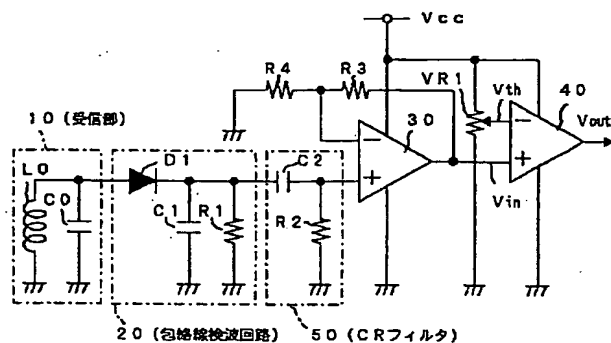 Vcc
R4
R3
VR1
Vth
40
Vout
30
10(受信部)
L0
C0
D1
C1
R1
C2
R2
Vin
20(包絡線検波回路)
50(CRフィルタ)